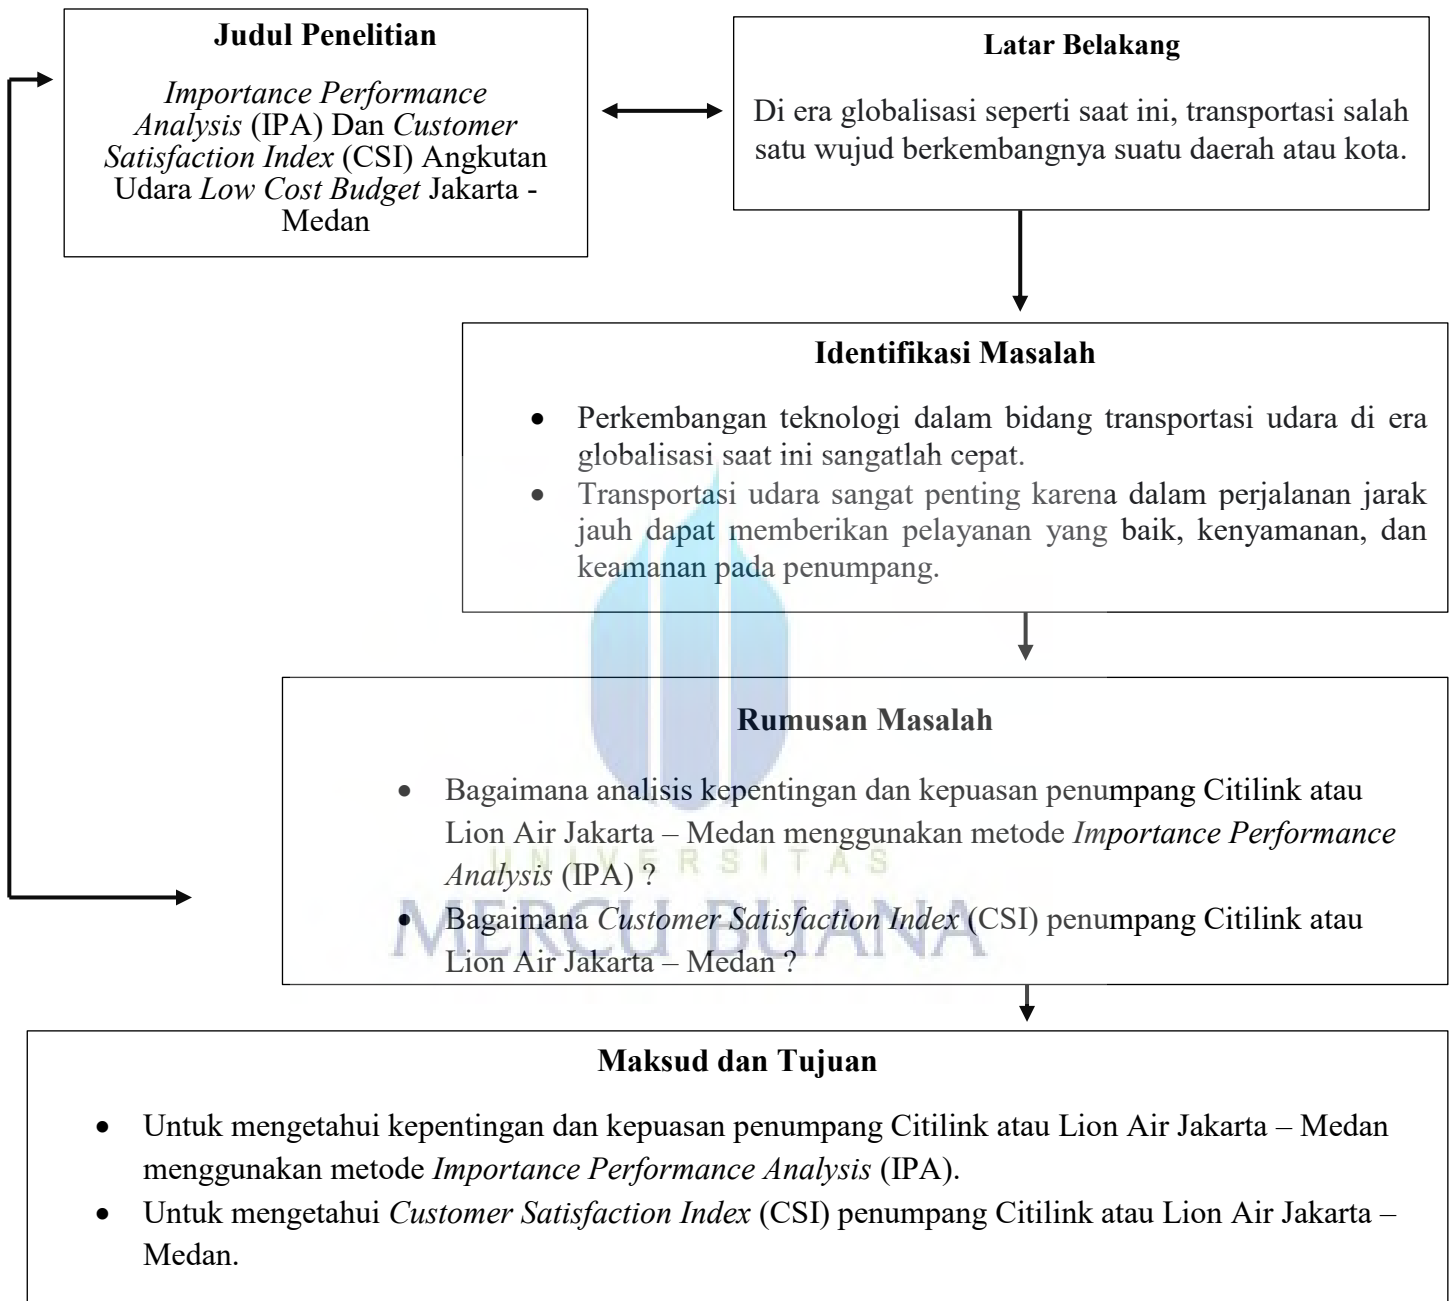 Judul Penelitian
Importance Performance
Analysis (IPA) Dan Customer
Satisfaction Index (CSI) Angkutan
Udara Low Cost Budget Jakarta -
Medan
Latar Belakang
Di era globalisasi seperti saat ini, transportasi salah
satu wujud berkembangnya suatu daerah atau kota.
Identifikasi Masalah
• Perkembangan teknologi dalam bidang transportasi udara di era
globalisasi saat ini sangatlah cepat.
• Transportasi udara sangat penting karena dalam perjalanan jarak
jauh dapat memberikan pelayanan yang baik, kenyamanan, dan
keamanan pada penumpang.
Rumusan Masalah
• Bagaimana analisis kepentingan dan kepuasan penumpang Citilink atau
Lion Air Jakarta – Medan menggunakan metode Importance Performance
Analysis (IPA) ?
• Bagaimana Customer Satisfaction Index (CSI) penumpang Citilink atau
Lion Air Jakarta – Medan ?
UNIVERSITAS
MERCU BUANA
Maksud dan Tujuan
• Untuk mengetahui kepentingan dan kepuasan penumpang Citilink atau Lion Air Jakarta – Medan
menggunakan metode Importance Performance Analysis (IPA).
• Untuk mengetahui Customer Satisfaction Index (CSI) penumpang Citilink atau Lion Air Jakarta –
Medan.